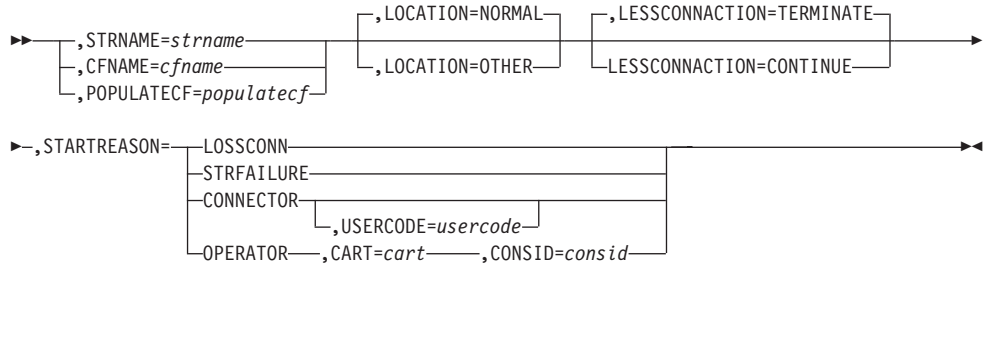 ,LOCATION=NORMAL ,LESSCONNACTION=TERMINATE
,STRNAME=strname
,CFNAME=cfname ,LOCATION=OTHER LESSCONNACTION=CONTINUE
,POPULATECF=populatecf
,STARTREASON= LOSSCONN
STRFAILURE
CONNECTOR
,USERCODE=usercode
OPERATOR ,CART=cart ,CONSID=consid